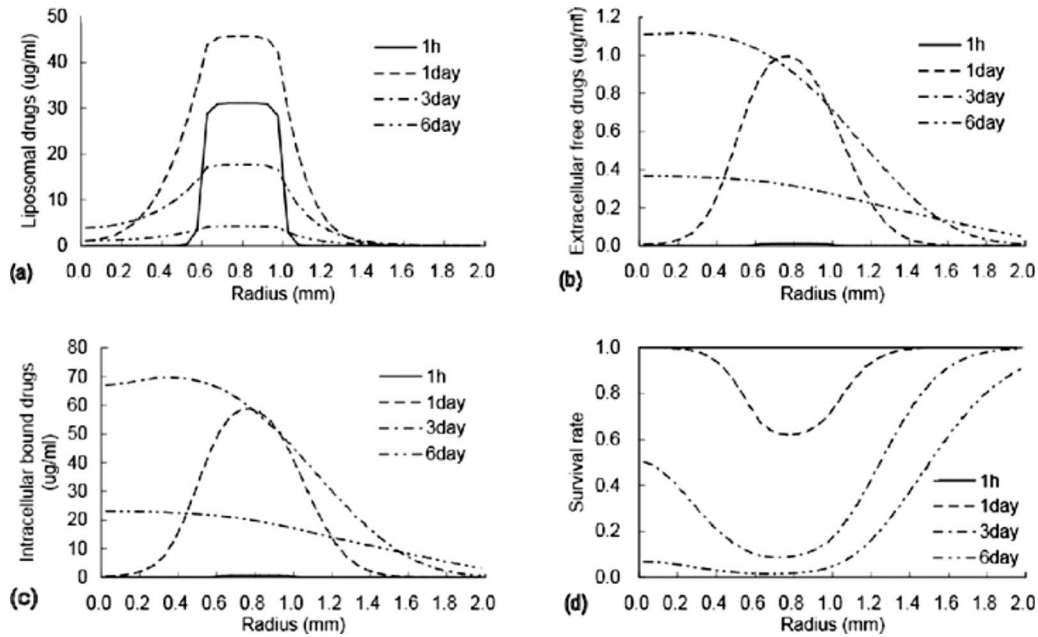 Liposomal drugs (ug/ml)
50
40
30
20
10
0
1h
1day
3day
6day
0.0 0.2 0.4 0.6 0.8 1.0 1.2 1.4 1.6 1.8 2.0
(a)
Radius (mm)
Extracellular free drugs (ug/ml)
1.2
1.0
0.8
0.6
0.4
0.2
0.0
1h
1day
3day
6day
0.0 0.2 0.4 0.6 0.8 1.0 1.2 1.4 1.6 1.8 2.0
(b)
Radius (mm)
Intracellular bound drugs
(ug/ml)
80
70
60
50
40
30
20
10
0
1h
1day
3day
6day
0.0 0.2 0.4 0.6 0.8 1.0 1.2 1.4 1.6 1.8 2.0
(c)
Radius (mm)
Survival rate
1.0
0.8
0.6
0.4
0.2
0.0
1h
1day
3day
6day
0.0 0.2 0.4 0.6 0.8 1.0 1.2 1.4 1.6 1.8 2.0
(d)
Radius (mm)